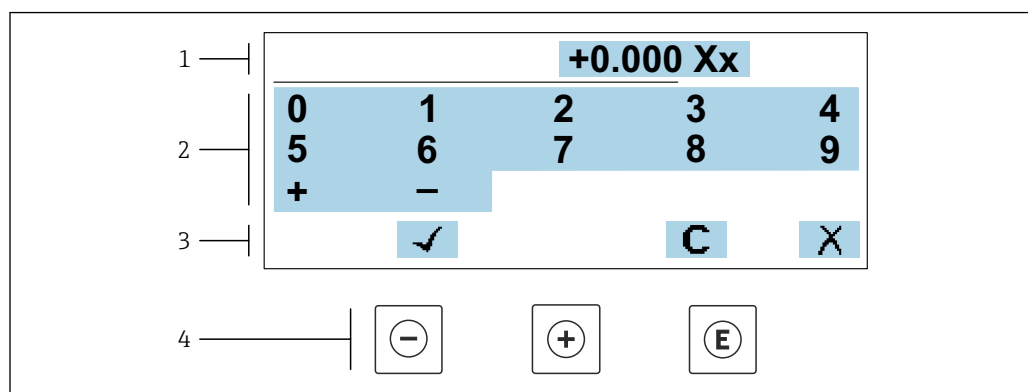 1 +0.000 Xx
2 0 1 2 3 4
5 6 7 8 9
+ −
3 ✓ C X
4 − + E